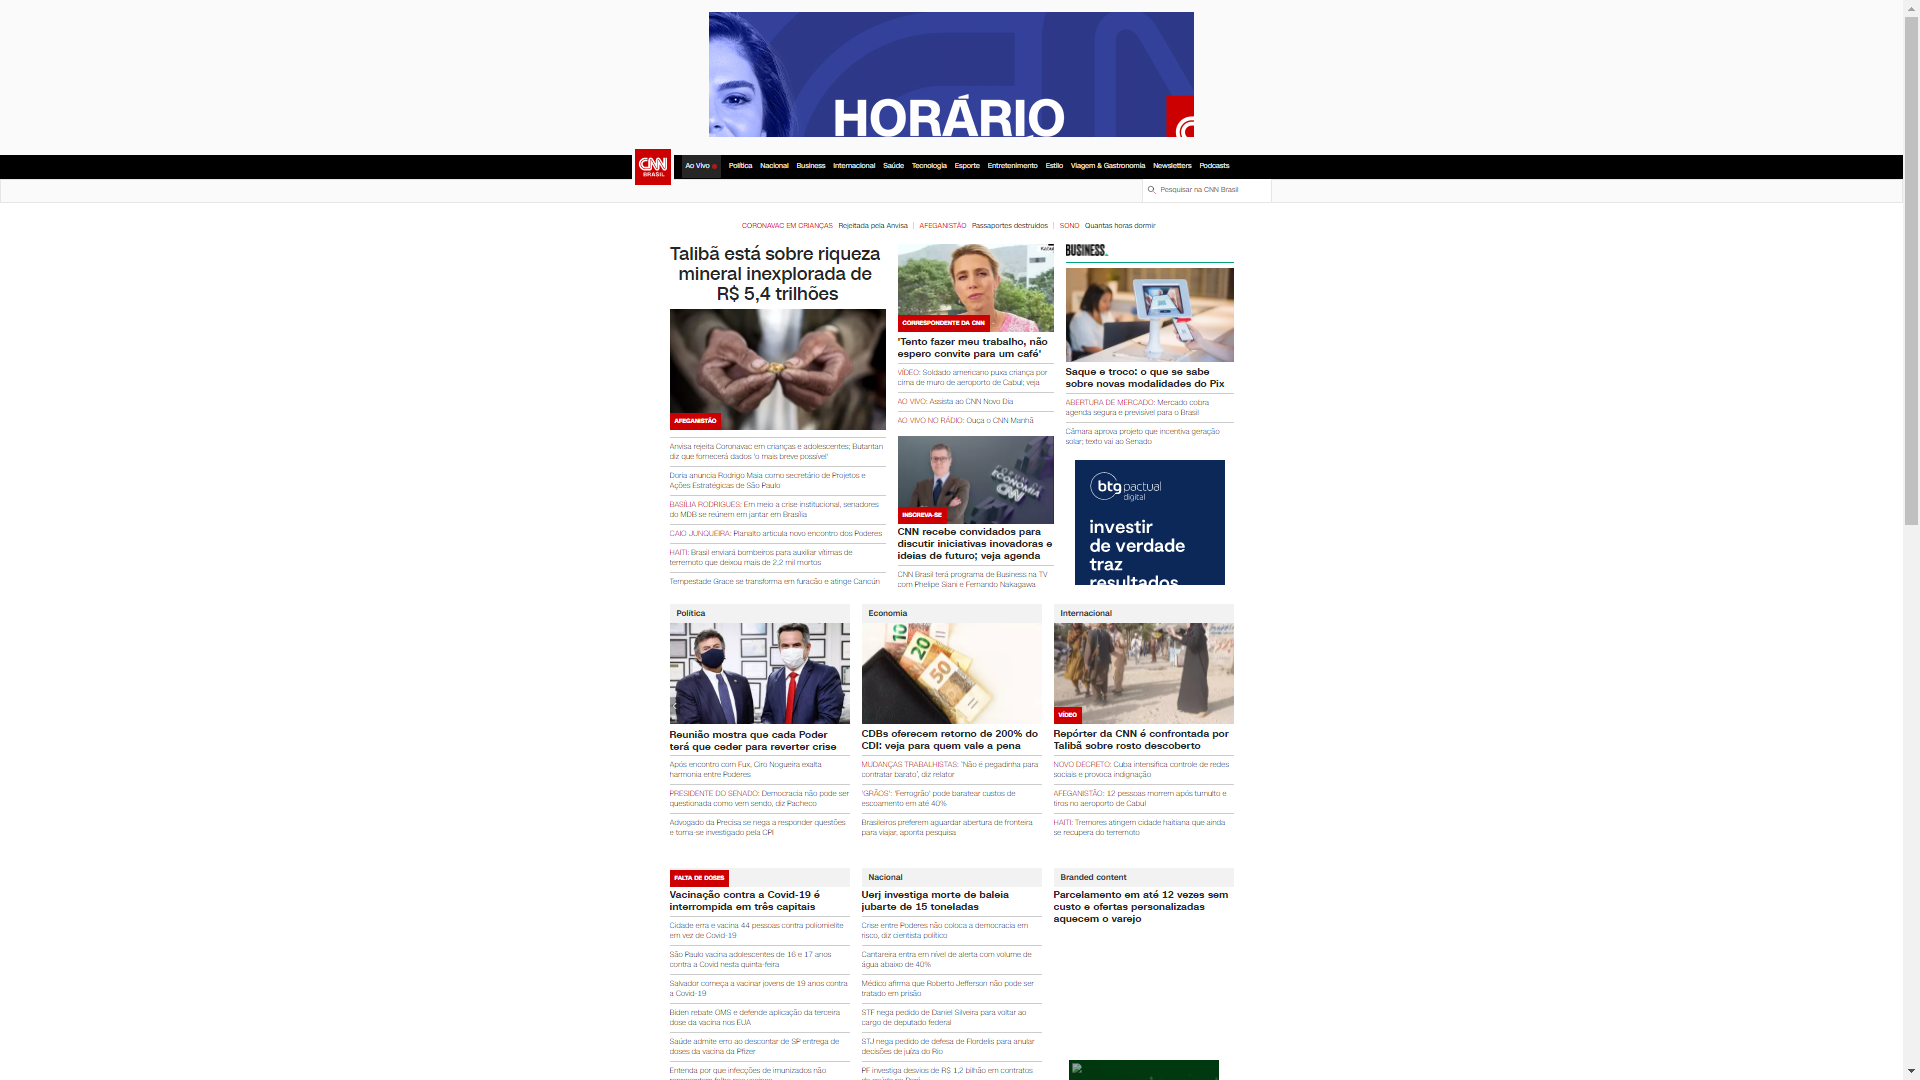 HORÁRIO
CNN
BRASIL
Ao Vivo
Política
Nacional
Business
Internacional
Saúde
Tecnologia
Esporte
Entretenimento
Estilo
Viagem & Gastronomia
Newsletters
Podcasts
Pesquisar na CNN Brasil
CORONAVAC EM CRIANÇAS Rejeitada pela Anvisa
AFEGANISTÃO Passaportes destruídos
SONO Quantas horas dormir
Talibã está sobre riqueza
mineral inexplorada de
R$ 5,4 trilhões
AFEGANISTÃO
Anvisa rejeita Coronavac em crianças e adolescentes; Butantan
diz que fornecerá dados 'o mais breve possível'
Doria anuncia Rodrigo Maia como secretário de Projetos e
Ações Estratégicas de São Paulo
BASÍLIA RODRIGUES: Em meio a crise institucional, senadores
do MDB se reúnem em jantar em Brasília
CAIO JUNQUEIRA: Planalto articula novo encontro dos Poderes
HAITI: Brasil enviará bombeiros para auxiliar vítimas de
terremoto que deixou mais de 2,2 mil mortos
Tempestade Grace se transforma em furacão e atinge Cancún
CORRESPONDENTE DA CNN
'Tento fazer meu trabalho, não
espero convite para um café'
VÍDEO: Soldado americano puxa criança por
cima de muro de aeroporto de Cabul; veja
AO VIVO: Assista ao CNN Novo Dia
AO VIVO NO RÁDIO: Ouça o CNN Manhã
FÓRUM
ECONOMIA
CNN
INSCREVA-SE
CNN recebe convidados para
discutir iniciativas inovadoras e
ideias de futuro; veja agenda
CNN Brasil terá programa de Business na TV
com Phelipe Siani e Fernando Nakagawa
BUSINESS
Saque e troco: o que se sabe
sobre novas modalidades do Pix
ABERTURA DE MERCADO: Mercado cobra
agenda segura e previsível para o Brasil
Câmara aprova projeto que incentiva geração
solar; texto vai ao Senado
btg pactual
digital
investir
de verdade
traz
resultados
Política
Reunião mostra que cada Poder
terá que ceder para reverter crise
Após encontro com Fux, Ciro Nogueira exalta
harmonia entre Poderes
PRESIDENTE DO SENADO: Democracia não pode ser
questionada como vem sendo, diz Pacheco
Advogado da Precisa se nega a responder questões
e torna-se investigado pela CPI
Economia
10
20
50
CDBs oferecem retorno de 200% do
CDI: veja para quem vale a pena
MUDANÇAS TRABALHISTAS: 'Não é pegadinha para
contratar barato', diz relator
'GRÃOS': 'Ferrogrão' pode baratear custos de
escoamento em até 40%
Brasileiros preferem aguardar abertura de fronteira
para viajar, aponta pesquisa
Internacional
VÍDEO
Repórter da CNN é confrontada por
Talibã sobre rosto descoberto
NOVO DECRETO: Cuba intensifica controle de redes
sociais e provoca indignação
AFEGANISTÃO: 12 pessoas morrem após tumulto e
tiros no aeroporto de Cabul
HAITI: Tremores atingem cidade haitiana que ainda
se recupera do terremoto
FALTA DE DOSES
Vacinação contra a Covid-19 é
interrompida em três capitais
Cidade erra e vacina 44 pessoas contra poliomielite
em vez de Covid-19
São Paulo vacina adolescentes de 16 e 17 anos
contra a Covid nesta quinta-feira
Salvador começa a vacinar jovens de 19 anos contra
a Covid-19
Biden rebate OMS e defende aplicação da terceira
dose da vacina nos EUA
Saúde admite erro ao descontar de SP entrega de
doses da vacina da Pfizer
Entenda por que infecções de imunizados não
Nacional
Uerj investiga morte de baleia
jubarte de 15 toneladas
Crise entre Poderes não coloca a democracia em
risco, diz cientista político
Cantareira entra em nível de alerta com volume de
água abaixo de 40%
Médico afirma que Roberto Jefferson não pode ser
tratado em prisão
STF nega pedido de Daniel Silveira para voltar ao
cargo de deputado federal
STJ nega pedido de defesa de Flordelis para anular
decisões de juíza do Rio
PF investiga desvios de R$ 1,2 bilhão em contratos
Branded content
Parcelamento em até 12 vezes sem
custo e ofertas personalizadas
aquecem o varejo